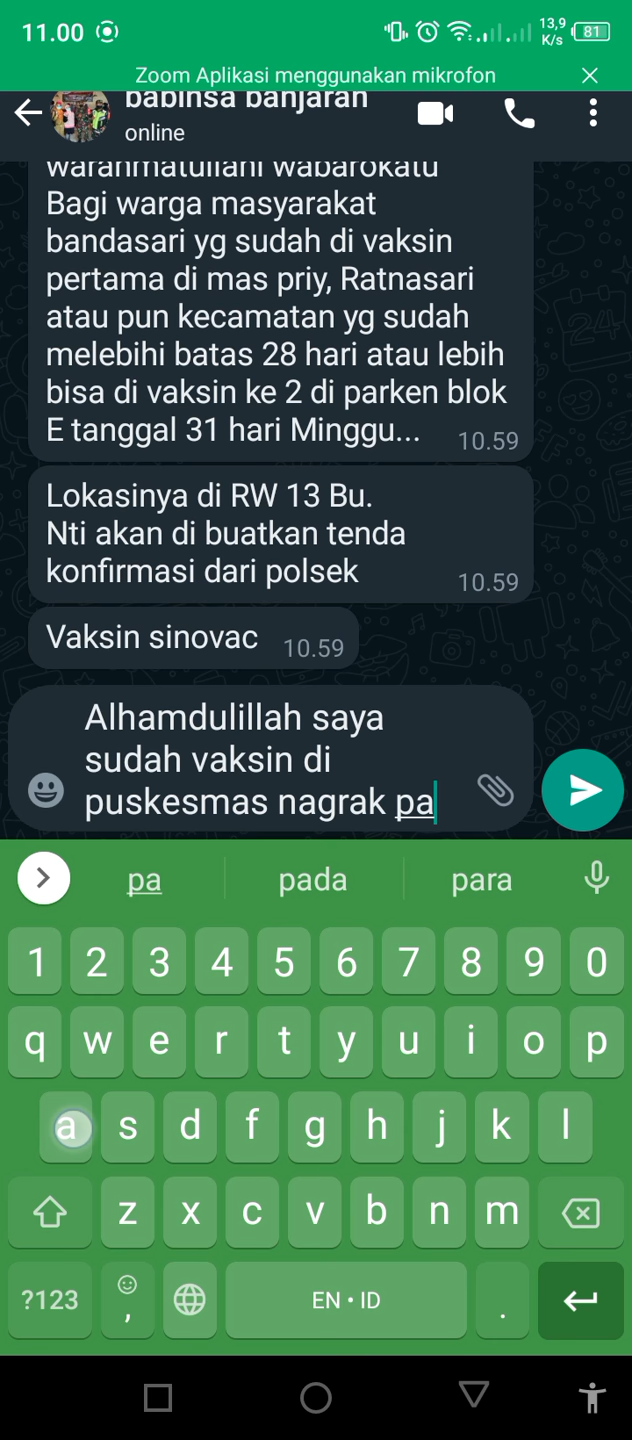 11.00
13,9
K/s
81
Zoom Aplikasi menggunakan mikrofon
babinsa banjaran
online
warahmatullahi wabarokatu
Bagi warga masyarakat
bandasari yg sudah di vaksin
pertama di mas priy, Ratnasari
atau pun kecamatan yg sudah
melebihi batas 28 hari atau lebih
bisa di vaksin ke 2 di parken blok
E tanggal 31 hari Minggu...
10.59
Lokasinya di RW 13 Bu.
Nti akan di buatkan tenda
konfirmasi dari polsek
10.59
Vaksin sinovac
10.59
Alhamdulillah saya
sudah vaksin di
puskesmas nagrak pa
pa pada para
1 2 3 4 5 6 7 8 9 0
q w e r t y u i o p
a s d f g h j k l
z x c v b n m
?123 , EN • ID .